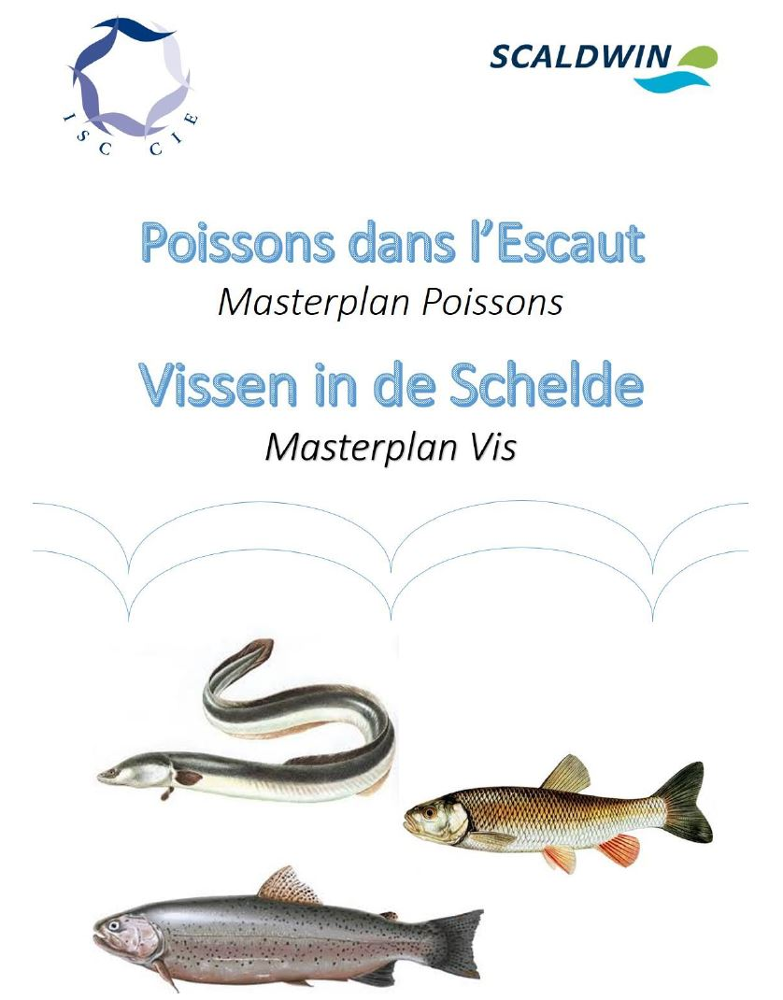 SCALDWIN
ISC CIE
Poissons dans l'Escaut
Masterplan Poissons
Vissen in de Schelde
Masterplan Vis